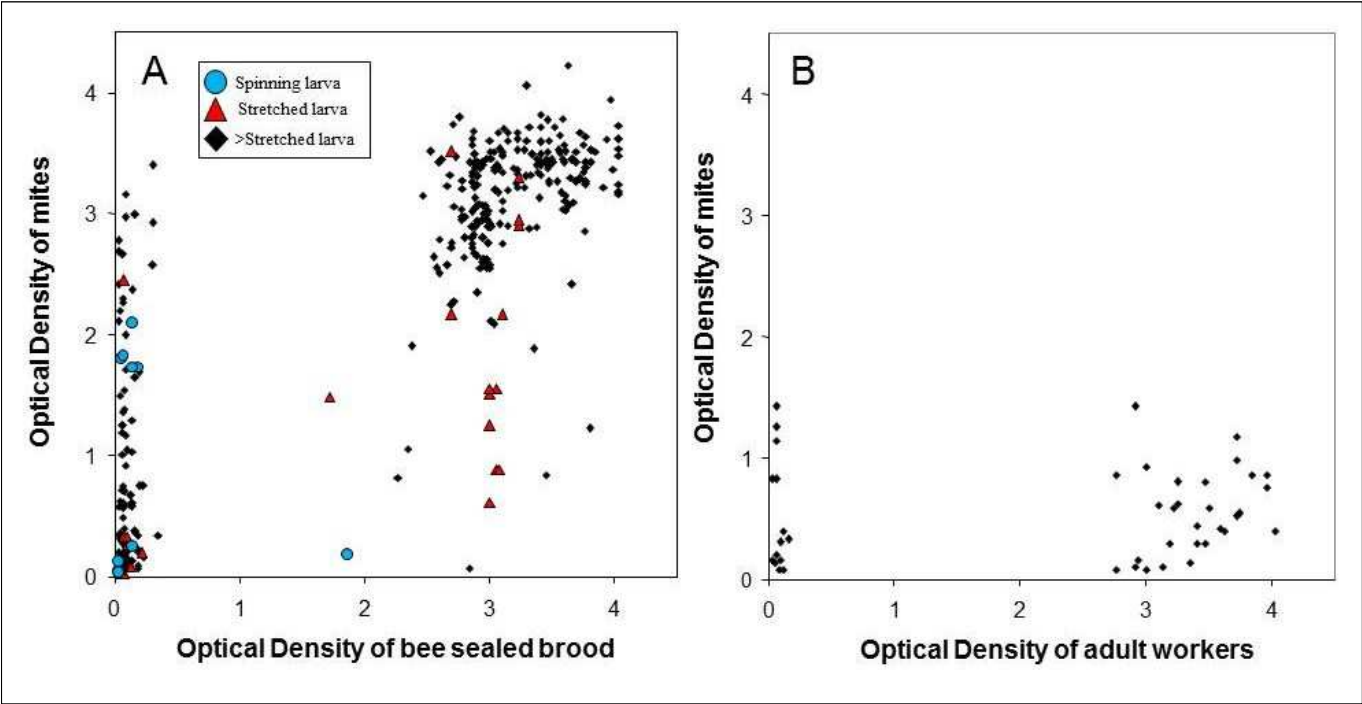 A
Spinning larva
Stretched larva
>Stretched larva
Optical Density of mites
4
3
2
1
0
0 1 2 3 4
Optical Density of bee sealed brood
B
Optical Density of mites
4
3
2
1
0
0 1 2 3 4
Optical Density of adult workers